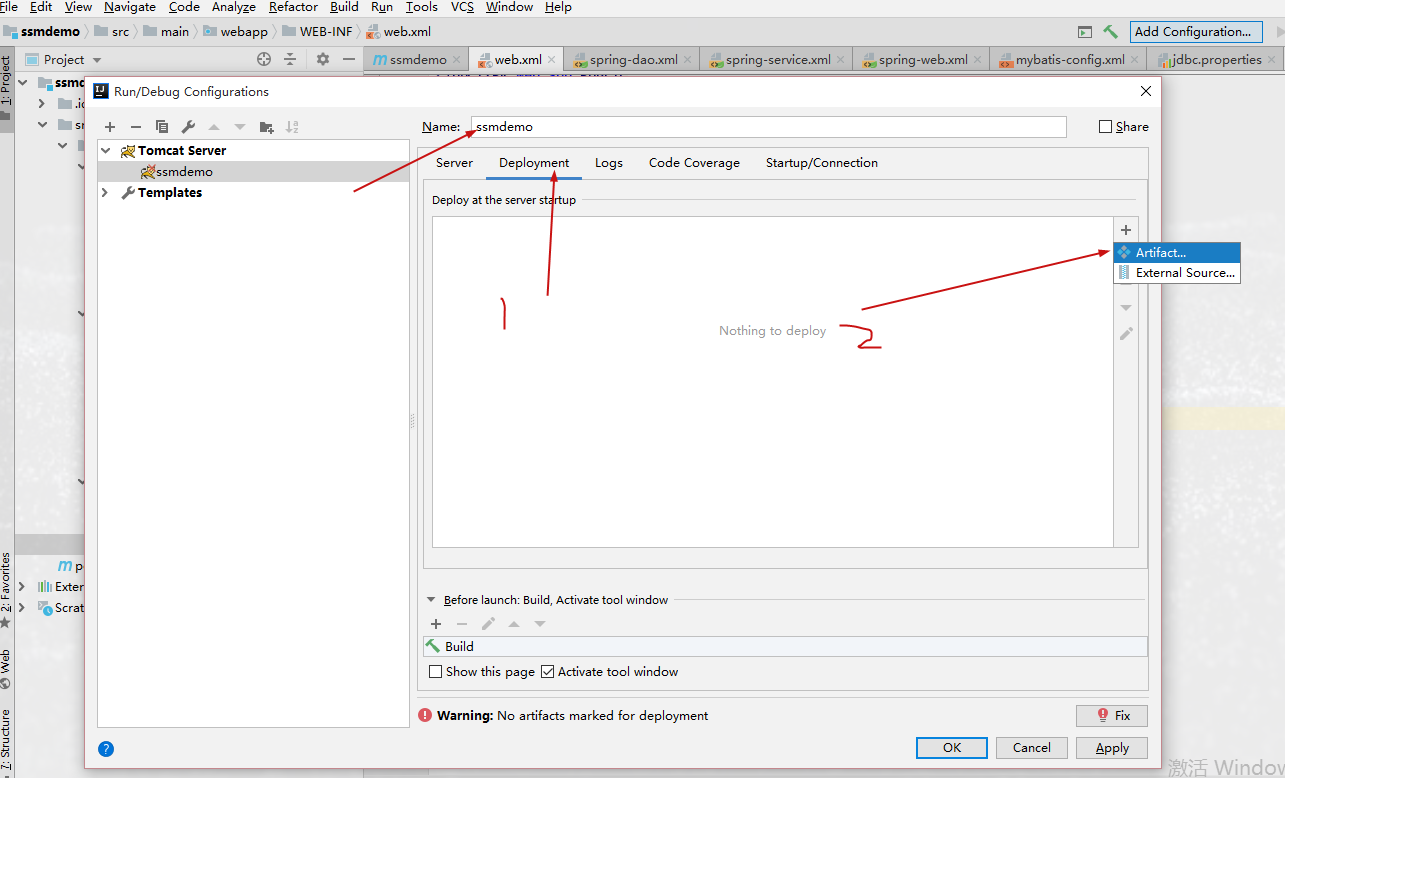 File Edit View Navigate Code Analyze Refactor Build Run Tools VCS Window Help
ssmdemo src main webapp WEB-INF web.xml Add Configuration...
1: Project
Project
ssmdemo web.xml spring-dao.xml spring-service.xml spring-web.xml mybatis-config.xml jdbc.properties
ssmd
Run/Debug Configurations
Name: ssmdemo Share
Tomcat Server
ssmdemo
Templates
Server Deployment Logs Code Coverage Startup/Connection
Deploy at the server startup
Artifact...
External Source...
1
Nothing to deploy
2
2: Favorites
Exter
Scrat
Web
7: Structure
Before launch: Build, Activate tool window
Build
Show this page Activate tool window
Warning: No artifacts marked for deployment Fix
OK Cancel Apply
激活 Window